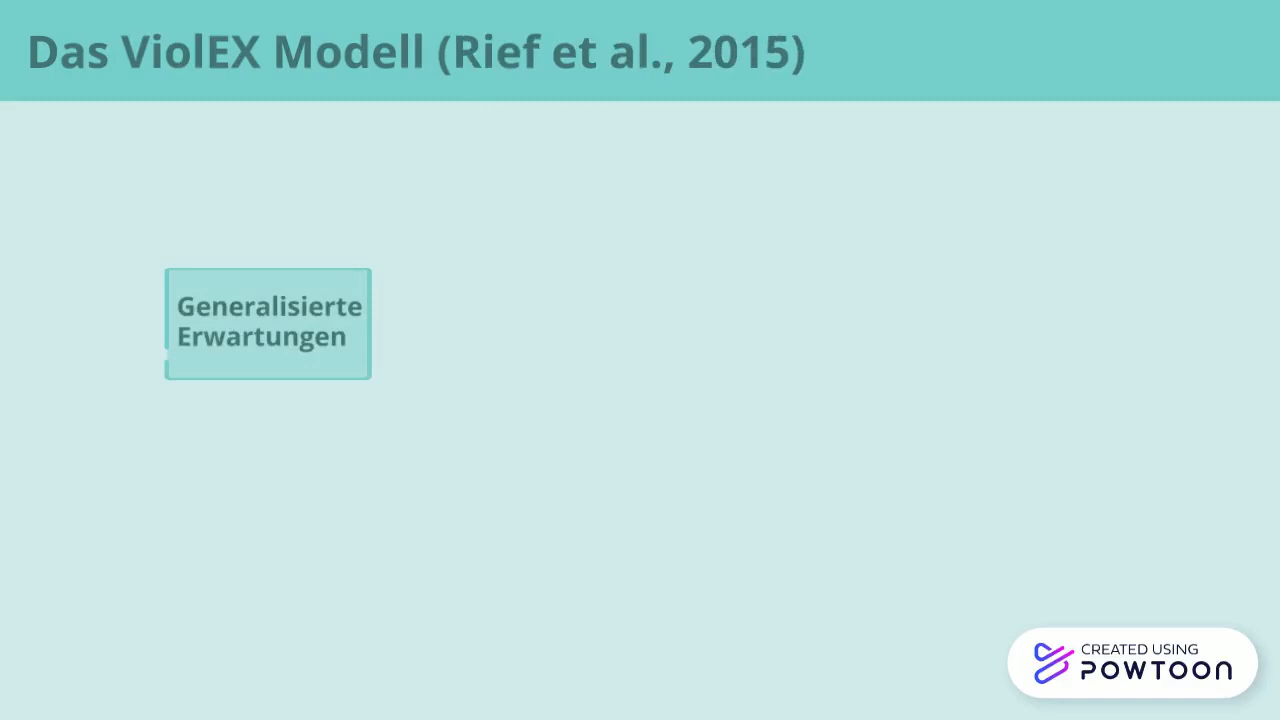 Das ViolEX Modell (Rief et al., 2015)
Generalisierte
Erwartungen
CREATED USING
POWTOON